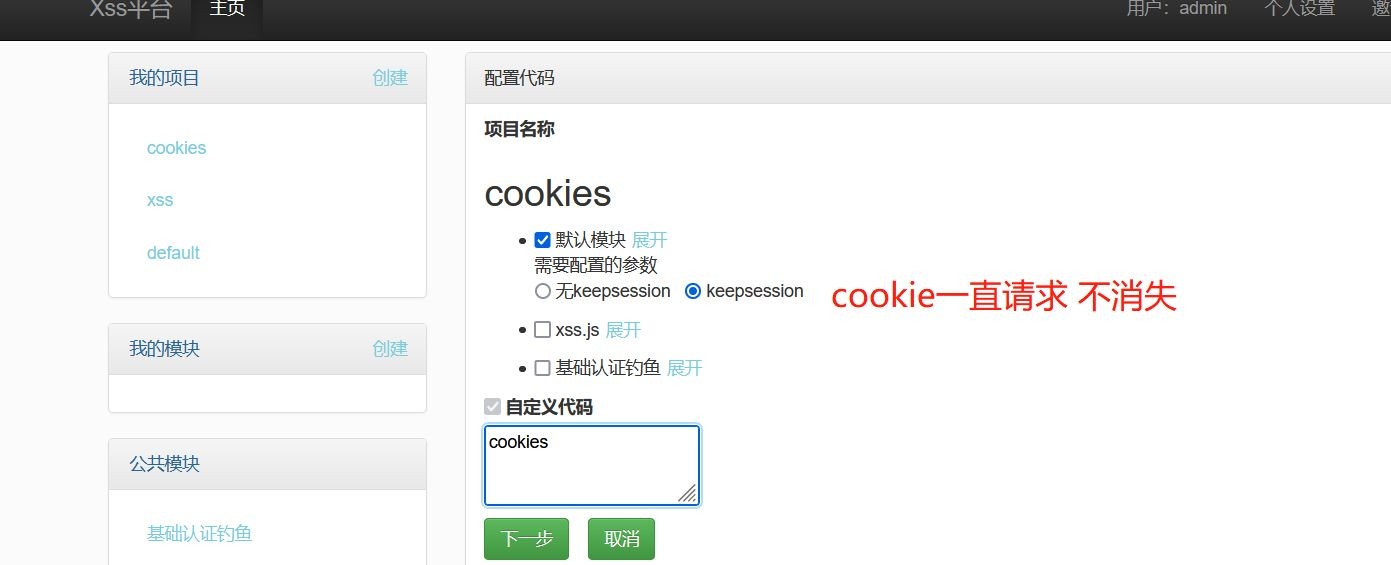 Xss平台 主页 用户：admin 个人设置 邀
我的项目 创建
cookies
xss
default
我的模块 创建
公共模块
基础认证钓鱼
配置代码
项目名称
cookies
默认模块 展开
需要配置的参数
无keepsession keepsession
cookie一直请求 不消失
xss.js 展开
基础认证钓鱼 展开
自定义代码
cookies
下一步 取消